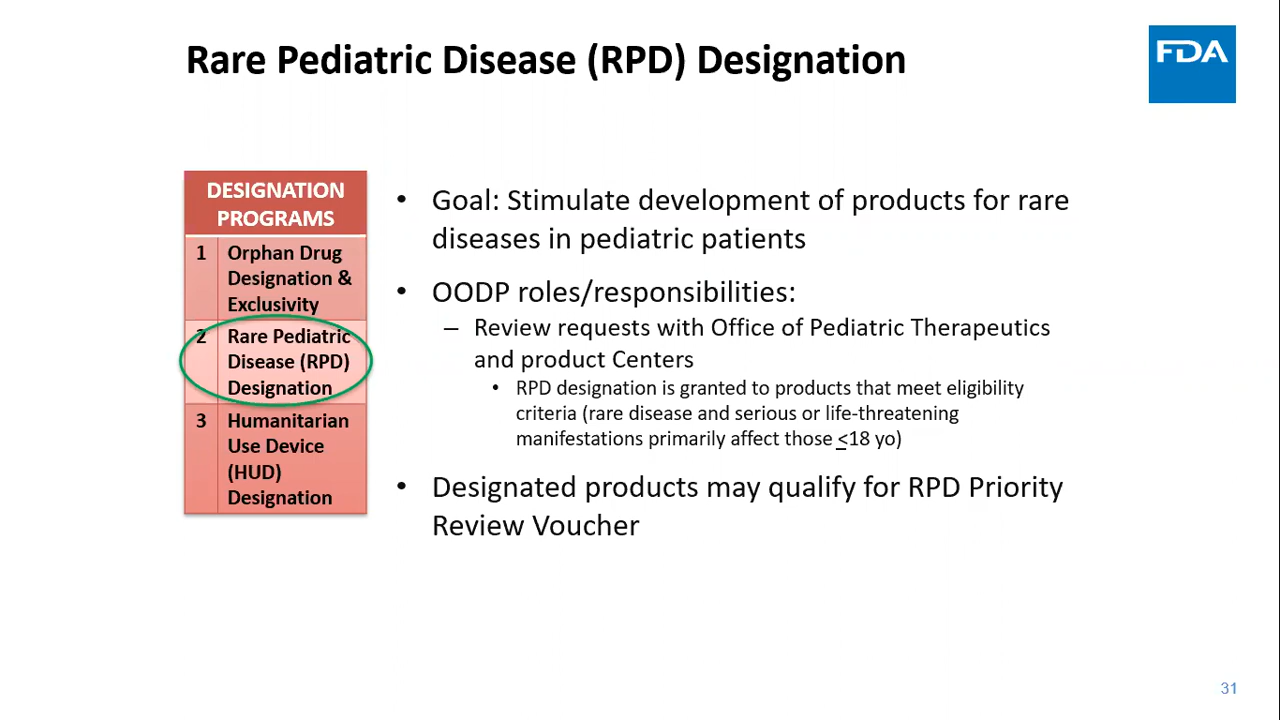 Rare Pediatric Disease (RPD) Designation
FDA
DESIGNATION
PROGRAMS
1 Orphan Drug
Designation &
Exclusivity
2 Rare Pediatric
Disease (RPD)
Designation
3 Humanitarian
Use Device
(HUD)
Designation
• Goal: Stimulate development of products for rare
diseases in pediatric patients
• OODP roles/responsibilities:
– Review requests with Office of Pediatric Therapeutics
and product Centers
• RPD designation is granted to products that meet eligibility
criteria (rare disease and serious or life-threatening
manifestations primarily affect those <18 yo)
• Designated products may qualify for RPD Priority
Review Voucher
31